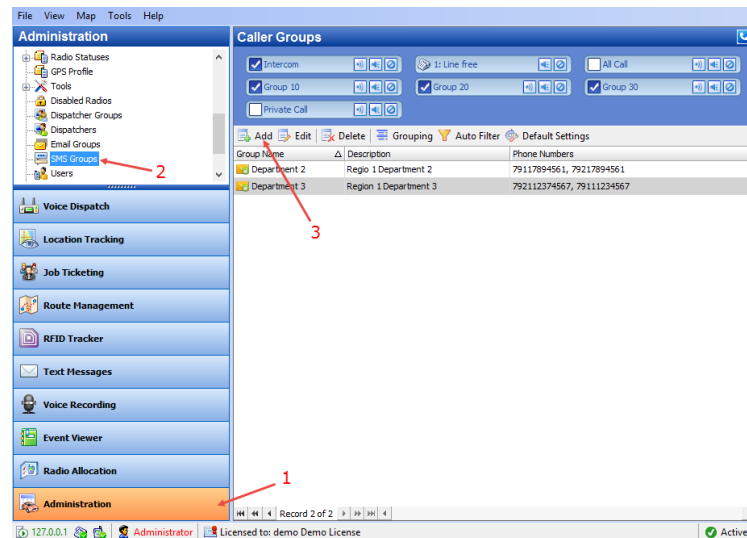 File View Map Tools Help
Administration
Caller Groups
Radio Statuses
GPS Profile
Tools
Disabled Radios
Dispatcher Groups
Dispatchers
Email Groups
SMS Groups
Users
2
Intercom
1: Line free
All Call
Group 10
Group 20
Group 30
Private Call
Add Edit Delete Grouping Auto Filter Default Settings
Group Name Description Phone Numbers
Department 2 Regio 1 Department 2 79117894561, 79217894561
Department 3 Region 1 Department 3 792112374567, 79111234567
3
Voice Dispatch
Location Tracking
Job Ticketing
Route Management
RFID Tracker
Text Messages
Voice Recording
Event Viewer
Radio Allocation
1
Administration
Record 2 of 2
127.0.0.1 Administrator Licensed to: demo Demo License Active